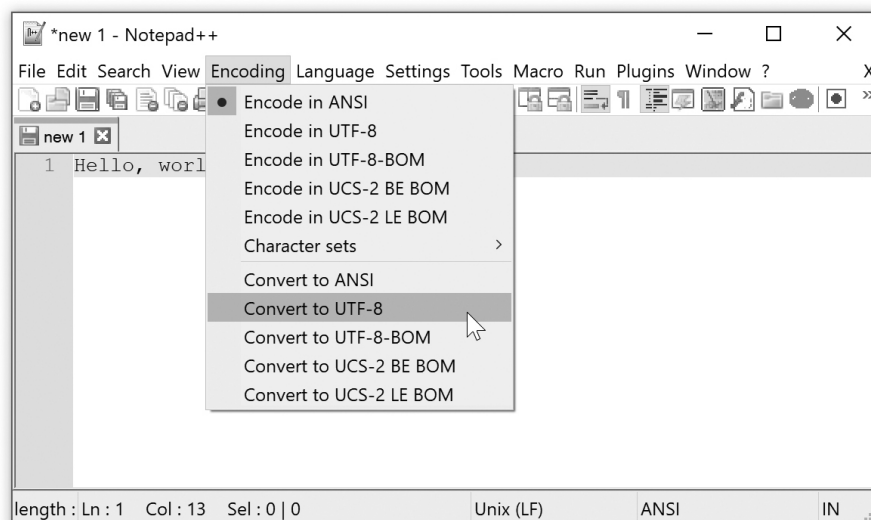 *new 1 - Notepad++
File Edit Search View Encoding Language Settings Tools Macro Run Plugins Window ? X
new 1
1 Hello, worl
Encode in ANSI
Encode in UTF-8
Encode in UTF-8-BOM
Encode in UCS-2 BE BOM
Encode in UCS-2 LE BOM
Character sets
Convert to ANSI
Convert to UTF-8
Convert to UTF-8-BOM
Convert to UCS-2 BE BOM
Convert to UCS-2 LE BOM
length : Ln : 1 Col : 13 Sel : 0 | 0 Unix (LF) ANSI IN